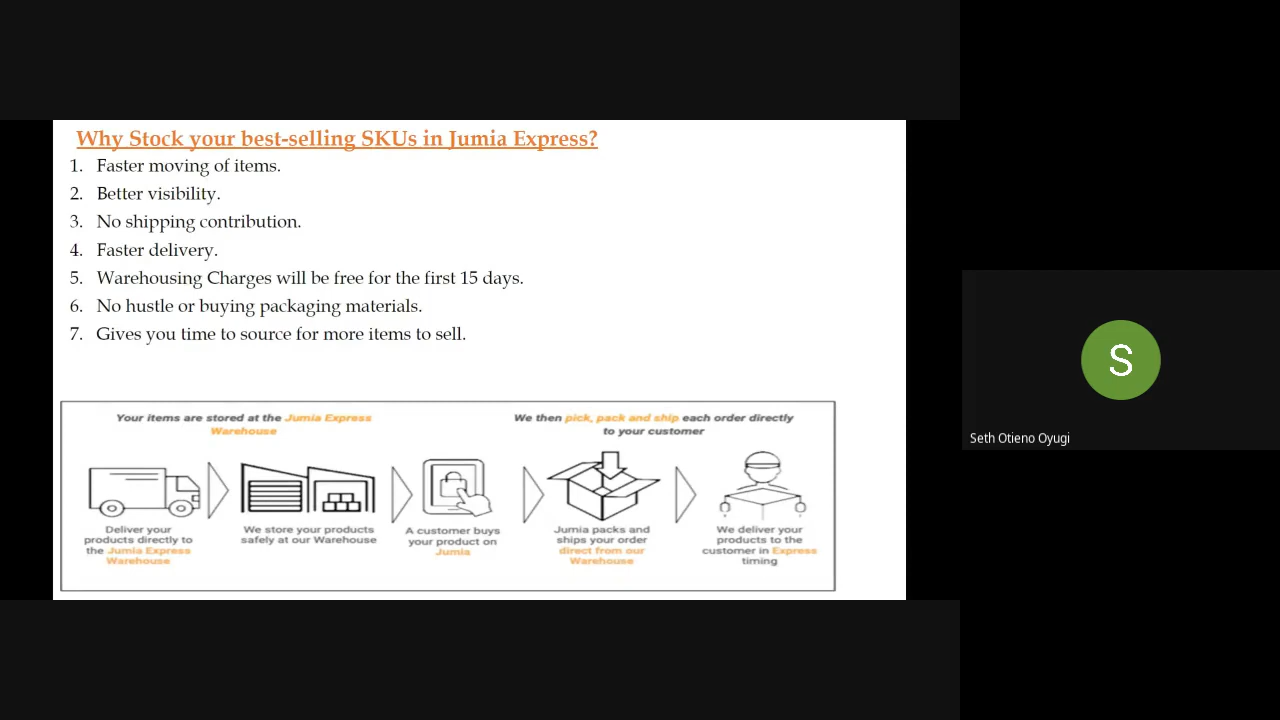 Why Stock your best-selling SKUs in Jumia Express?
1. Faster moving of items.
2. Better visibility.
3. No shipping contribution.
4. Faster delivery.
5. Warehousing Charges will be free for the first 15 days.
6. No hustle or buying packaging materials.
7. Gives you time to source for more items to sell.
Your items are stored at the Jumia Express
Warehouse
We then pick, pack and ship each order directly
to your customer
Deliver your
products directly to
the Jumia Express
Warehouse
We store your products
safely at our Warehouse
A customer buys
your product on
Jumia
Jumia packs and
ships your order
direct from our
Warehouse
We deliver your
products to the
customer in Express
timing
S
Seth Otieno Oyugi